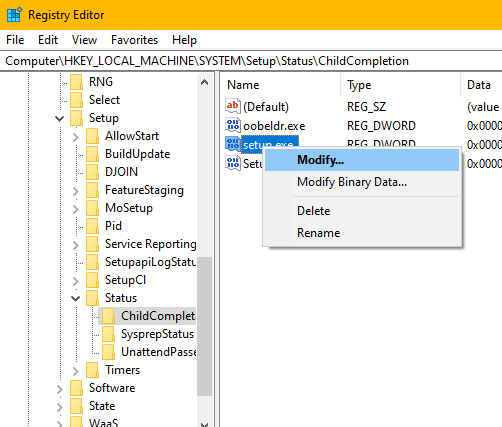 Registry Editor
File Edit View Favorites Help
Computer\HKEY_LOCAL_MACHINE\SYSTEM\Setup\Status\ChildCompletion
RNG
Select
Setup
AllowStart
BuildUpdate
DJOIN
FeatureStaging
MoSetup
Pid
Service Reporting
SetupapiLogStatu
SetupCl
Status
ChildComplet
SysprepStatus
UnattendPasse
Timers
Software
State
WaaS
Name Type Data
(Default) REG_SZ (value
oobeldr.exe REG_DWORD 0x0000
setup.exe REG_DWORD 0x0000
Setu 0x0000
Modify...
Modify Binary Data...
Delete
Rename